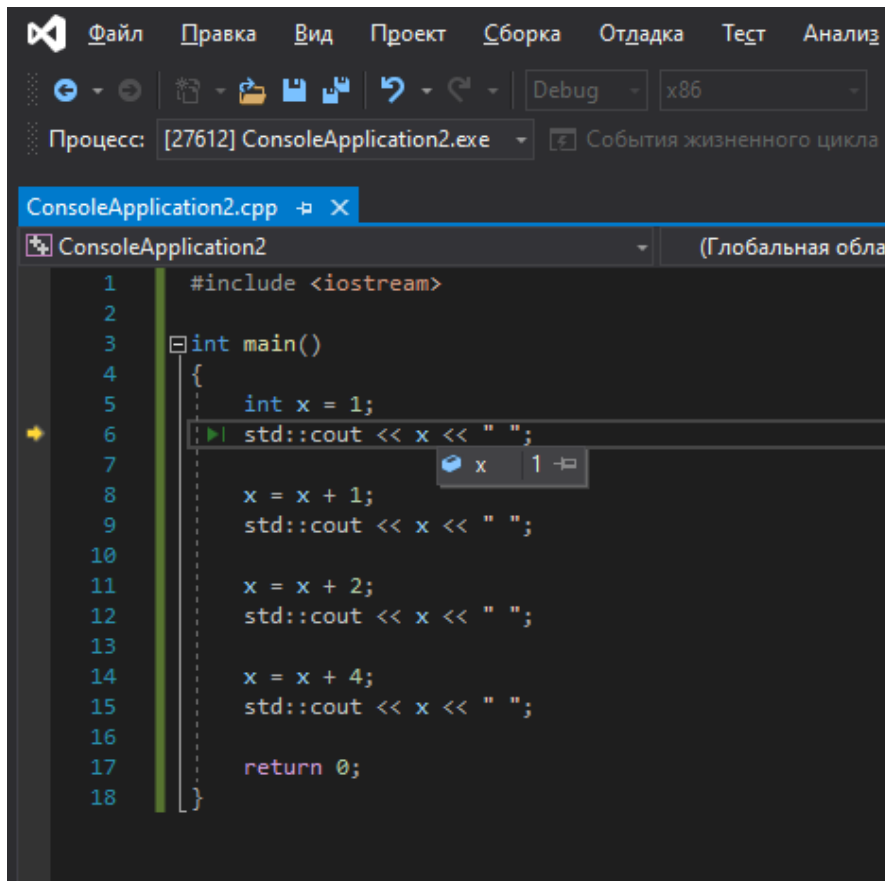 Файл Правка Вид Проект Сборка Отладка Тест Анализ
Debug x86
Процесс: [27612] ConsoleApplication2.exe События жизненного цикла
ConsoleApplication2.cpp
ConsoleApplication2 (Глобальная обла
1 #include <iostream>
2
3 int main()
4 {
5 int x = 1;
6 std::cout << x << " ";
7 x 1
8 x = x + 1;
9 std::cout << x << " ";
10
11 x = x + 2;
12 std::cout << x << " ";
13
14 x = x + 4;
15 std::cout << x << " ";
16
17 return 0;
18 }